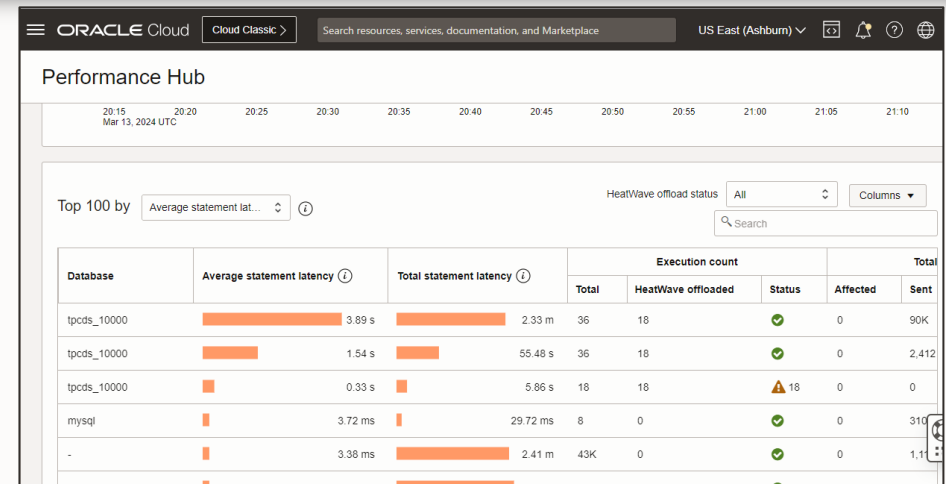 ORACLE Cloud Cloud Classic > Search resources, services, documentation, and Marketplace US East (Ashburn)
Performance Hub
20:15 20:20 20:25 20:30 20:35 20:40 20:45 20:50 20:55 21:00 21:05 21:10
Mar 13, 2024 UTC
HeatWave offload status All Columns
Top 100 by Average statement lat...
Search
Execution count Total
Database Average statement latency Total statement latency
Total HeatWave offloaded Status Affected Sent
tpcds_10000 3.89 s 2.33 m 36 18 0 90K
tpcds_10000 1.54 s 55.48 s 36 18 0 2,412
tpcds_10000 0.33 s 5.86 s 18 18 18 0 0
mysql 3.72 ms 29.72 ms 8 0 0 310
- 3.38 ms 2.41 m 43K 0 0 1,11